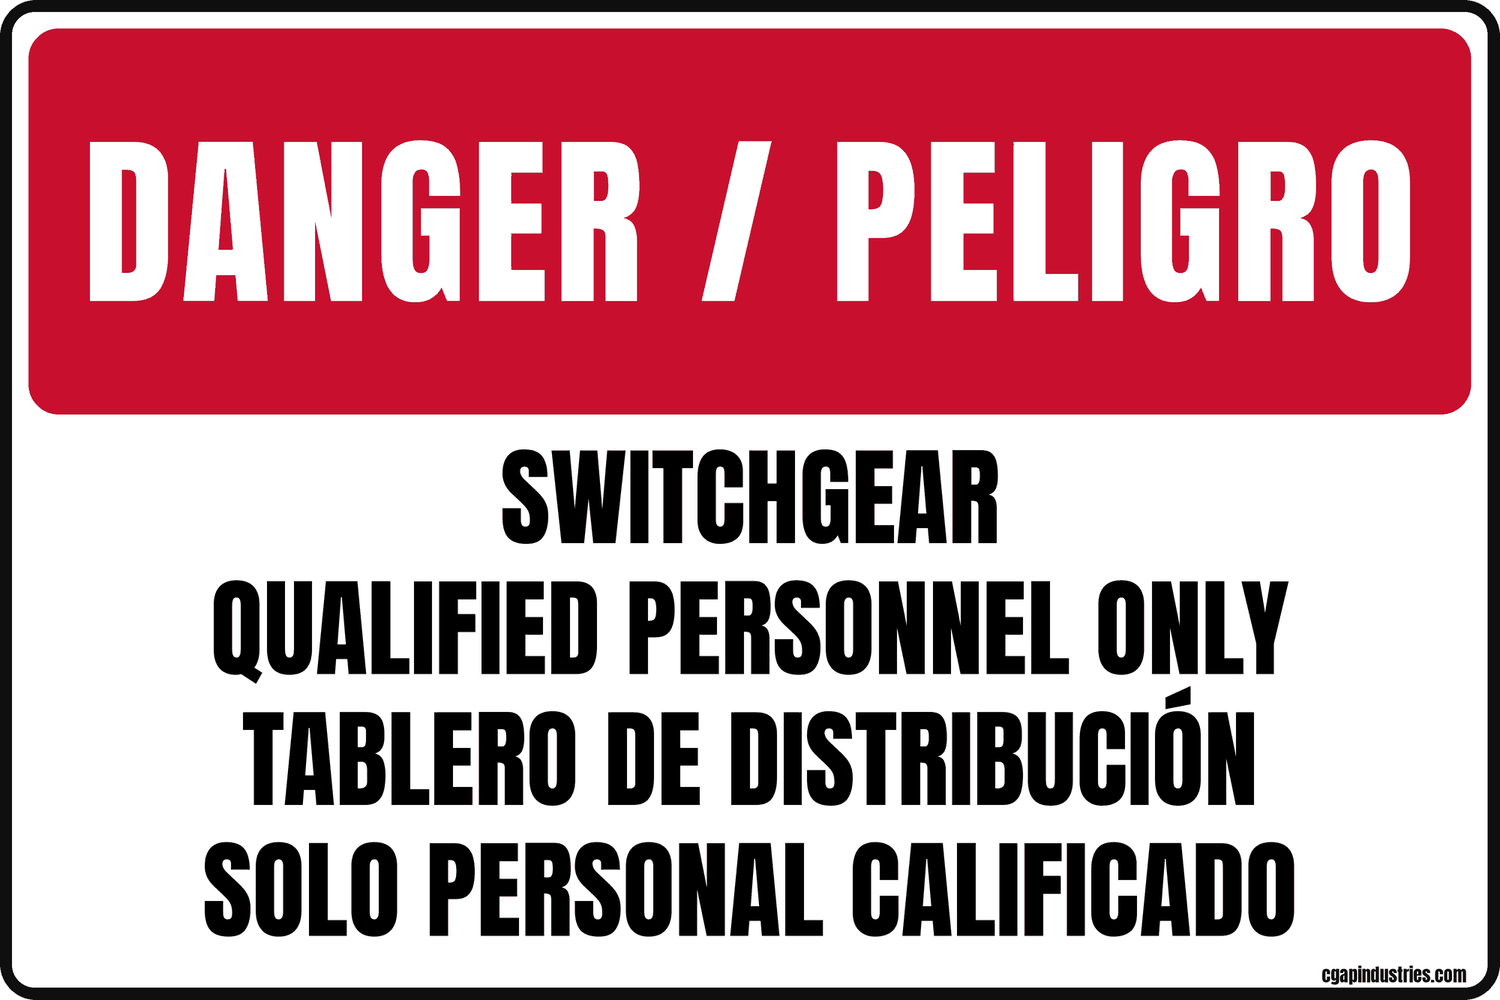 DANGER / PELIGRO
SWITCHGEAR
QUALIFIED PERSONNEL ONLY
TABLERO DE DISTRIBUCIÓN
SOLO PERSONAL CALIFICADO
cgapindustries.com